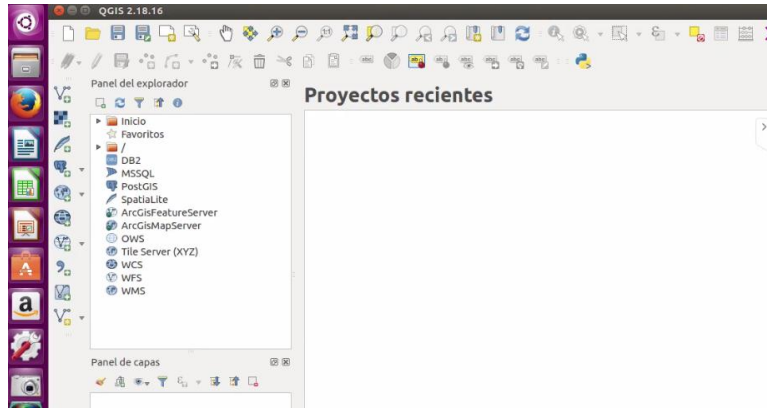 QGIS 2.18.16
Panel del explorador
Proyectos recientes
Inicio
Favoritos
/
DB2
MSSQL
PostGIS
SpatiaLite
ArcGisFeatureServer
ArcGisMapServer
OWS
Tile Server (XYZ)
WCS
WFS
WMS
Panel de capas